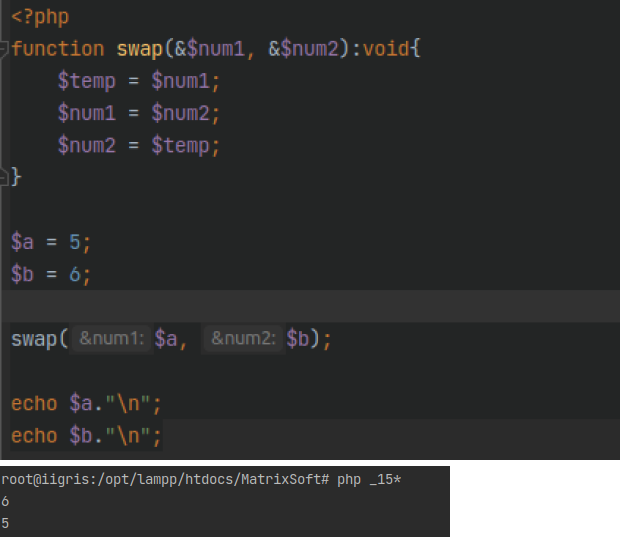 <?php
function swap(&$num1, &$num2):void{
    $temp = $num1;
    $num1 = $num2;
    $num2 = $temp;
}
$a = 5;
$b = 6;
swap( &num1: $a, &num2: $b);
echo $a."\n";
echo $b."\n";
root@iigris:/opt/lampp/htdocs/MatrixSoft# php _15*
6
5